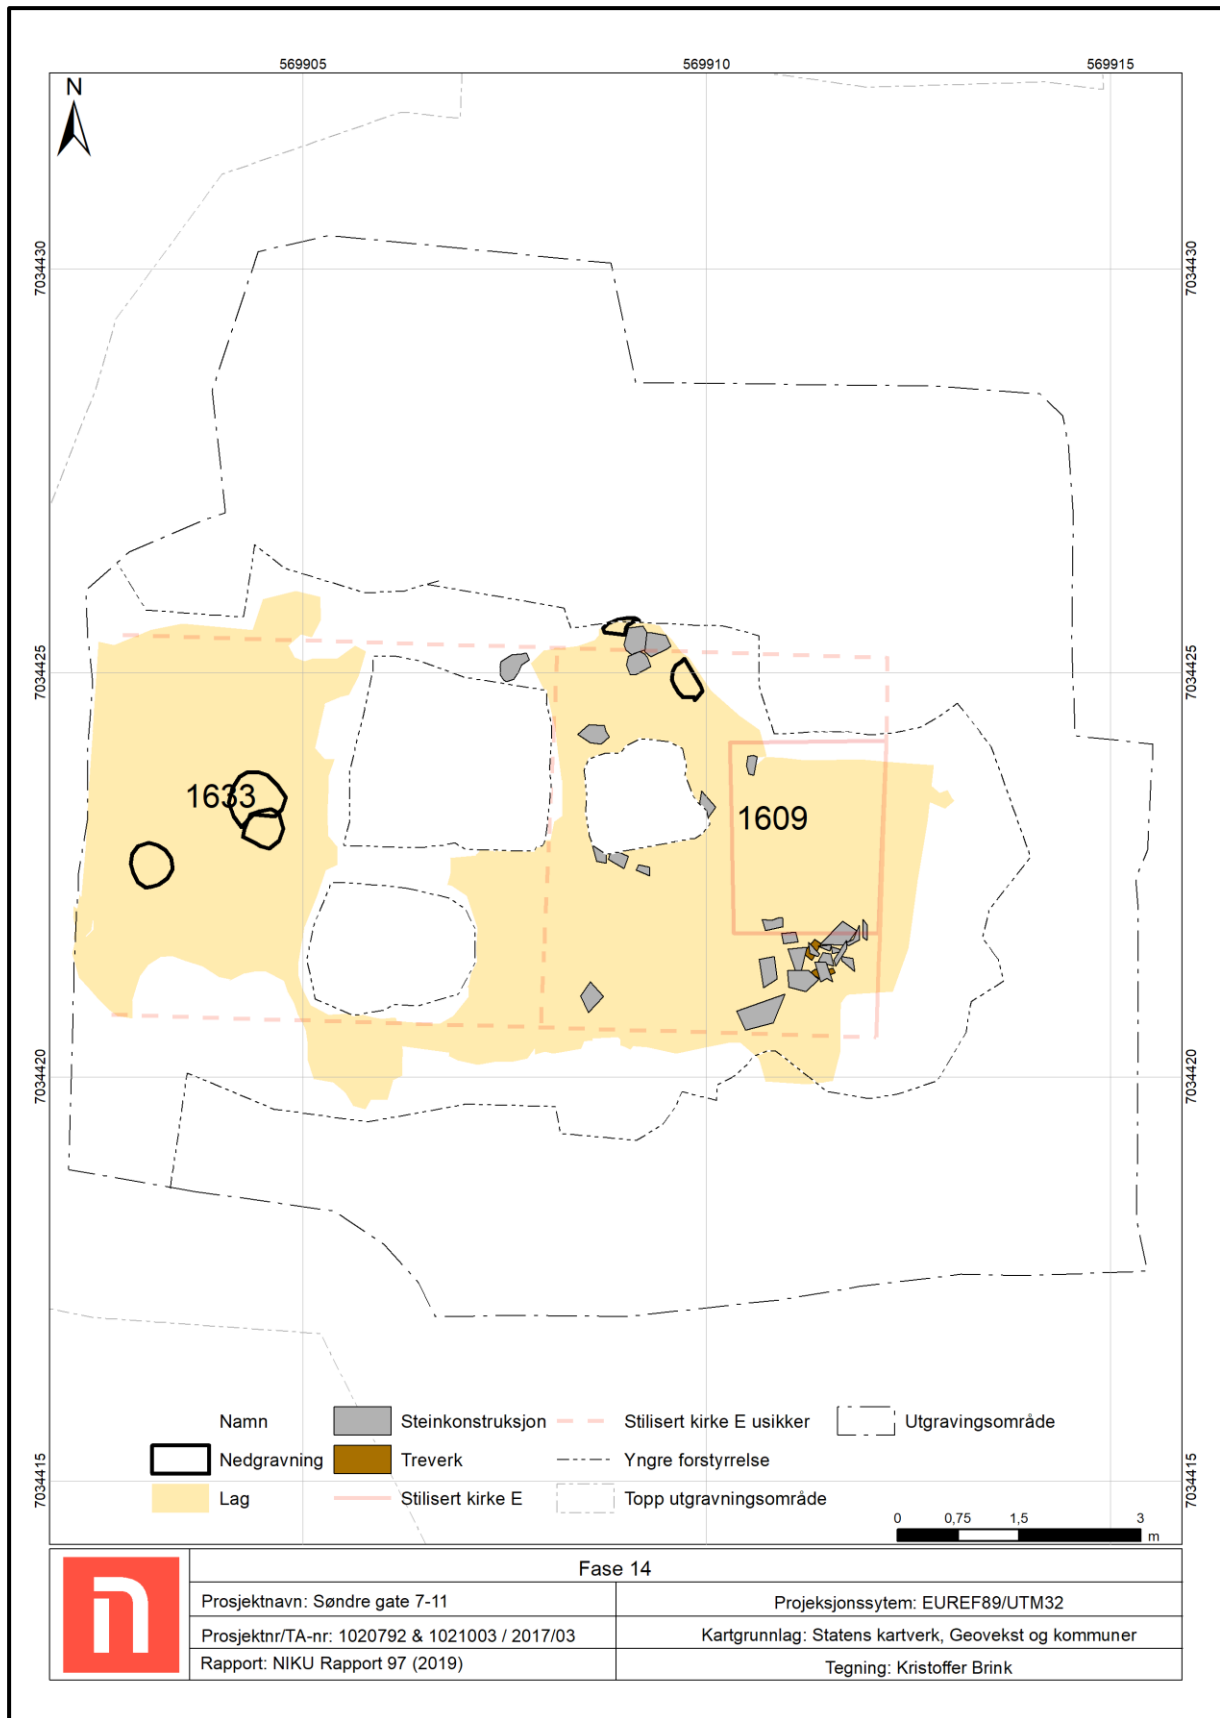 569905
569910
569915
N
7034430
7034430
7034425
7034425
1633
1609
7034420
7034420
7034415
7034415
Namn
Steinkonstruksjon
Stilisert kirke E usikker
Utgravingsområde
Nedgravning
Treverk
Yngre forstyrrelse
Lag
Stilisert kirke E
Topp utgravningsområde
0
0,75
1,5
3
m
Fase 14
Prosjektnavn: Søndre gate 7-11
Projeksjonssytem: EUREF89/UTM32
Prosjektnr/TA-nr: 1020792 & 1021003 / 2017/03
Kartgrunnlag: Statens kartverk, Geovekst og kommuner
Rapport: NIKU Rapport 97 (2019)
Tegning: Kristoffer Brink